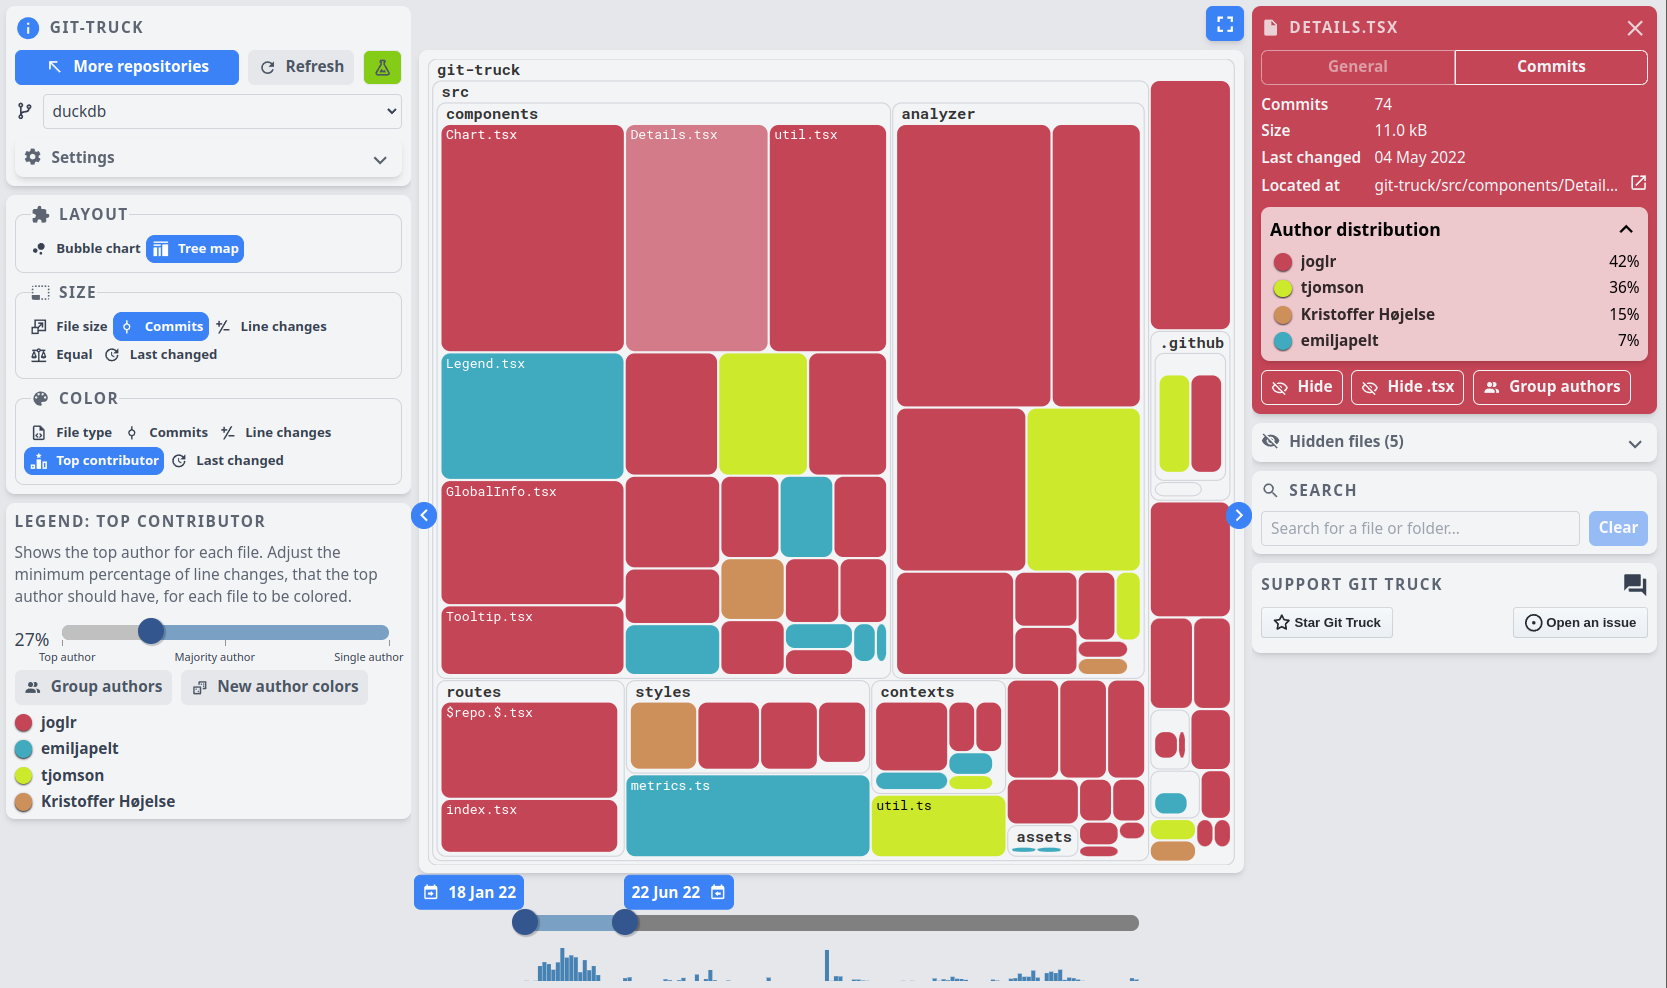 GIT-TRUCK
More repositories
Refresh
duckdb
Settings
LAYOUT
Bubble chart
Tree map
SIZE
File size
Commits
Line changes
Equal
Last changed
COLOR
File type
Commits
Line changes
Top contributor
Last changed
LEGEND: TOP CONTRIBUTOR
Shows the top author for each file. Adjust the
minimum percentage of line changes, that the top
author should have, for each file to be colored.
27%
Top author
Majority author
Single author
Group authors
New author colors
joglr
emiljapelt
tjomson
Kristoffer Højelse
git-truck
src
components
Chart.tsx
Details.tsx
util.tsx
Legend.tsx
GlobalInfo.tsx
Tooltip.tsx
analyzer
.github
routes
$repo.$.tsx
index.tsx
styles
metrics.ts
contexts
util.ts
assets
18 Jan 22
22 Jun 22
DETAILS.TSX
General
Commits
Commits 74
Size 11.0 kB
Last changed 04 May 2022
Located at git-truck/src/components/Detail...
Author distribution
joglr 42%
tjomson 36%
Kristoffer Højelse 15%
emiljapelt 7%
Hide
Hide .tsx
Group authors
Hidden files (5)
SEARCH
Search for a file or folder...
Clear
SUPPORT GIT TRUCK
Star Git Truck
Open an issue